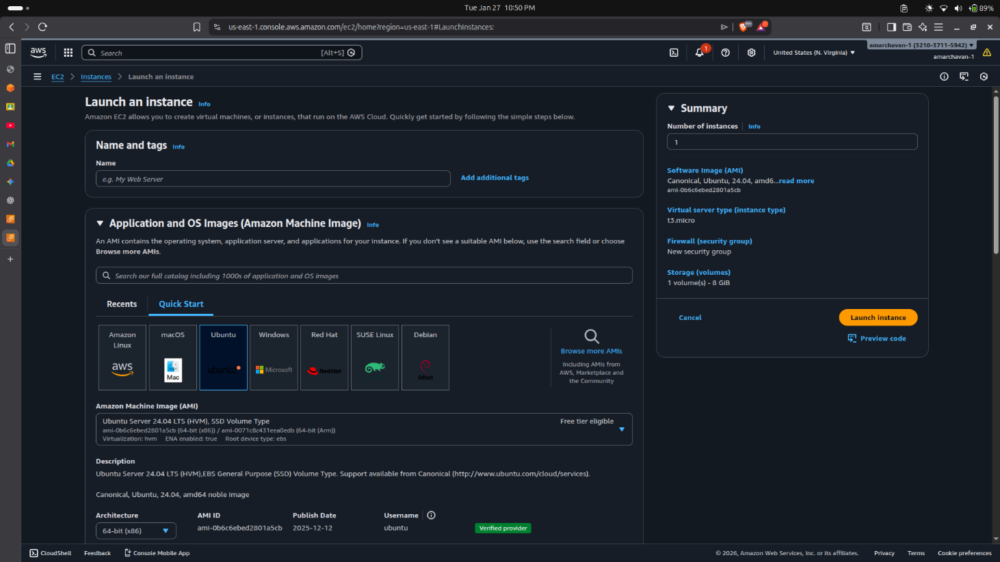 Tue Jan 27 10:50 PM
89%
us-east-1.console.aws.amazon.com/ec2/home?region=us-east-1#LaunchInstances:
99+
1
aws
Search
[Alt+S]
1
United States (N. Virginia)
amarchavan-1 (3210-3711-5942)
amarchavan-1
EC2
Instances
Launch an instance
Launch an instance Info
Amazon EC2 allows you to create virtual machines, or instances, that run on the AWS Cloud. Quickly get started by following the simple steps below.
Name and tags Info
Name
e.g. My Web Server
Add additional tags
Application and OS Images (Amazon Machine Image) Info
An AMI contains the operating system, application server, and applications for your instance. If you don't see a suitable AMI below, use the search field or choose
Browse more AMIs.
Search our full catalog including 1000s of application and OS images
Recents
Quick Start
Amazon
Linux
aws
macOS
Mac
Ubuntu
ubuntu
Windows
Microsoft
Red Hat
RedHat
SUSE Linux
Debian
debian
Browse more AMIs
Including AMIs from
AWS, Marketplace and
the Community
Amazon Machine Image (AMI)
Ubuntu Server 24.04 LTS (HVM), SSD Volume Type
Free tier eligible
ami-0b6c6ebed2801a5cb (64-bit (x86)) / ami-0071c8c431eea0edb (64-bit (Arm))
Virtualization: hvm ENA enabled: true Root device type: ebs
Description
Ubuntu Server 24.04 LTS (HVM),EBS General Purpose (SSD) Volume Type. Support available from Canonical (http://www.ubuntu.com/cloud/services).
Canonical, Ubuntu, 24.04, amd64 noble image
Architecture
64-bit (x86)
AMI ID
ami-0b6c6ebed2801a5cb
Publish Date
2025-12-12
Username
ubuntu
Verified provider
Summary
Number of instances Info
1
Software Image (AMI)
Canonical, Ubuntu, 24.04, amd6...read more
ami-0b6c6ebed2801a5cb
Virtual server type (instance type)
t3.micro
Firewall (security group)
New security group
Storage (volumes)
1 volume(s) - 8 GiB
Cancel
Launch instance
Preview code
CloudShell
Feedback
Console Mobile App
© 2026, Amazon Web Services, Inc. or its affiliates.
Privacy
Terms
Cookie preferences